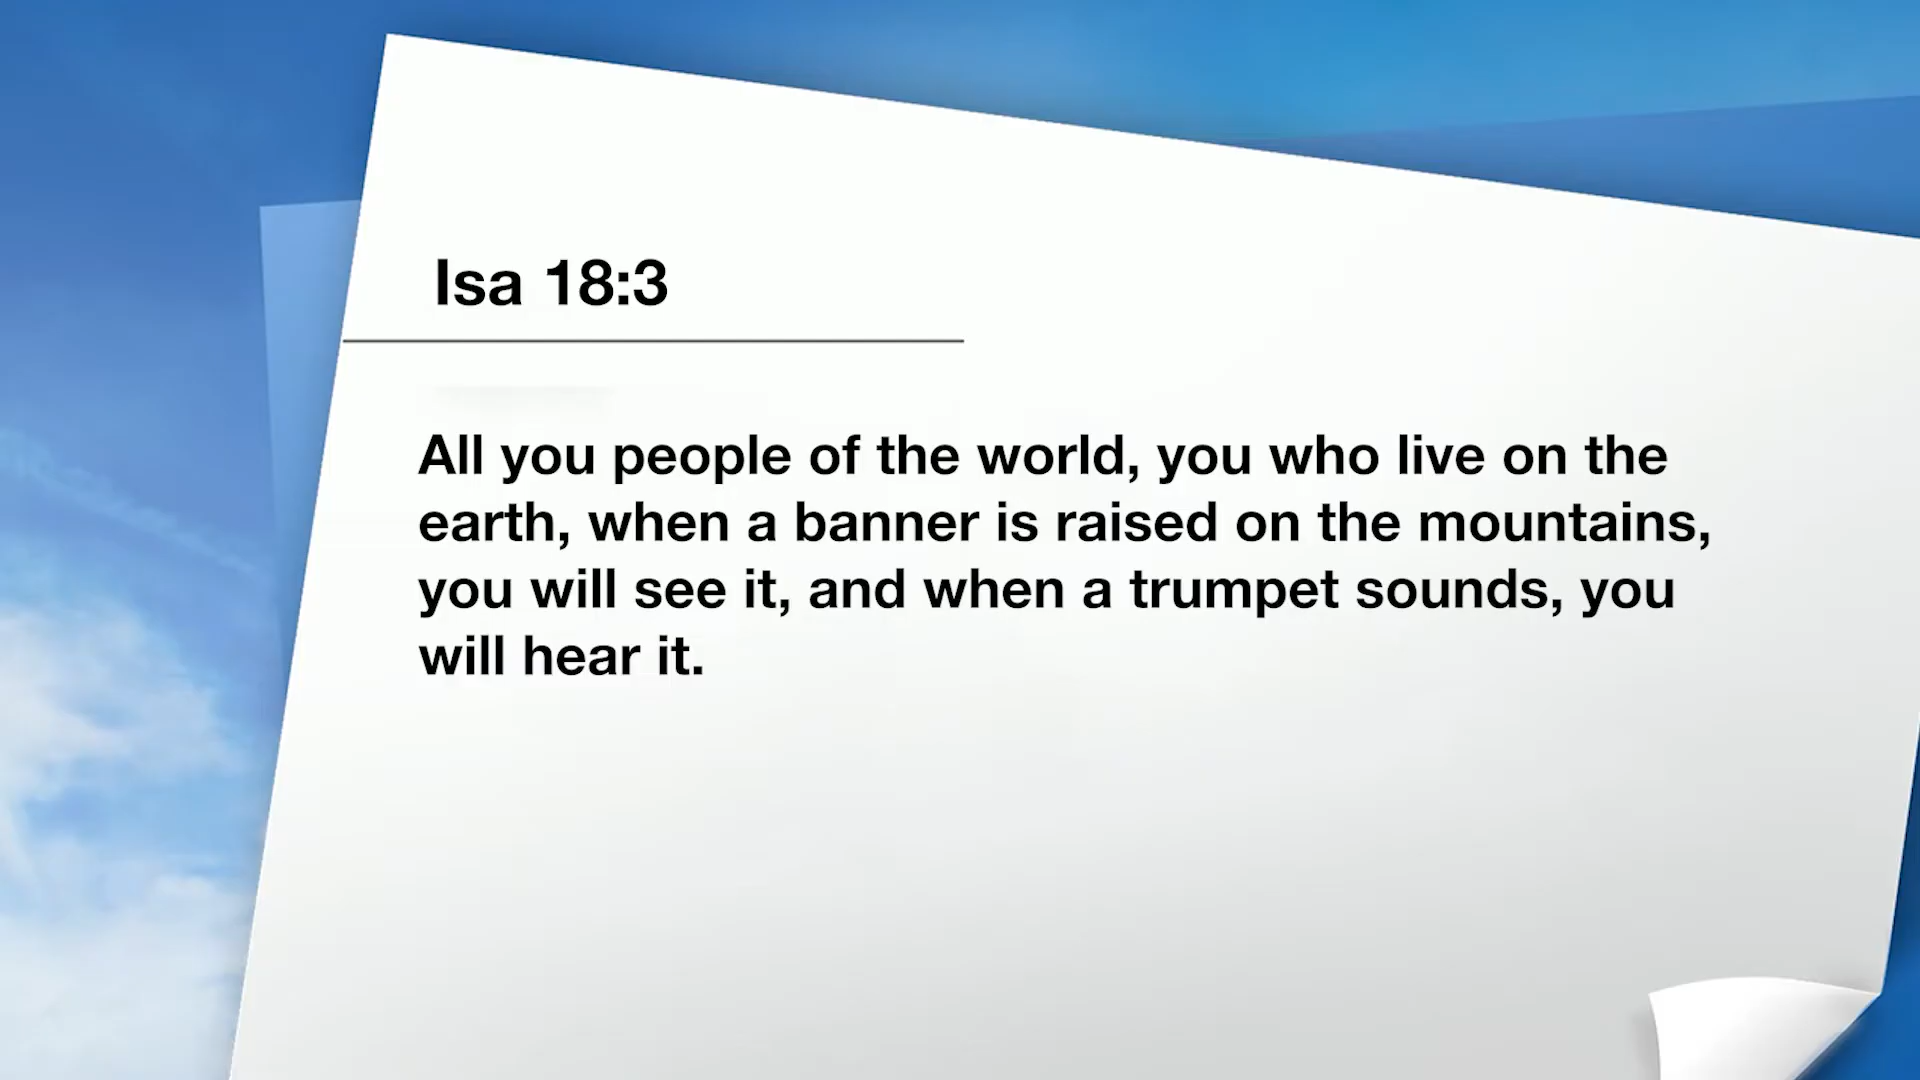 Isa 18:3
All you people of the world, you who live on the
earth, when a banner is raised on the mountains,
you will see it, and when a trumpet sounds, you
will hear it.